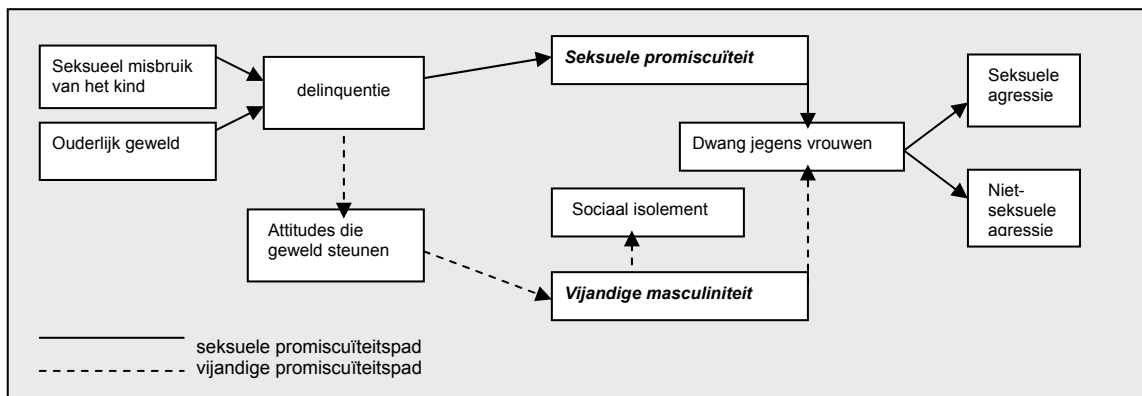 Seksueel misbruik
van het kind
Ouderlijk geweld
delinquentie
Seksuele promiscuïteit
Seksuele
agressie
Dwang jegens vrouwen
Niet-
seksuele
agressie
Sociaal isolement
Attitudes die
geweld steunen
Vijandige masculiniteit
seksuele promiscuïteitspad
vijandige promiscuïteitspad